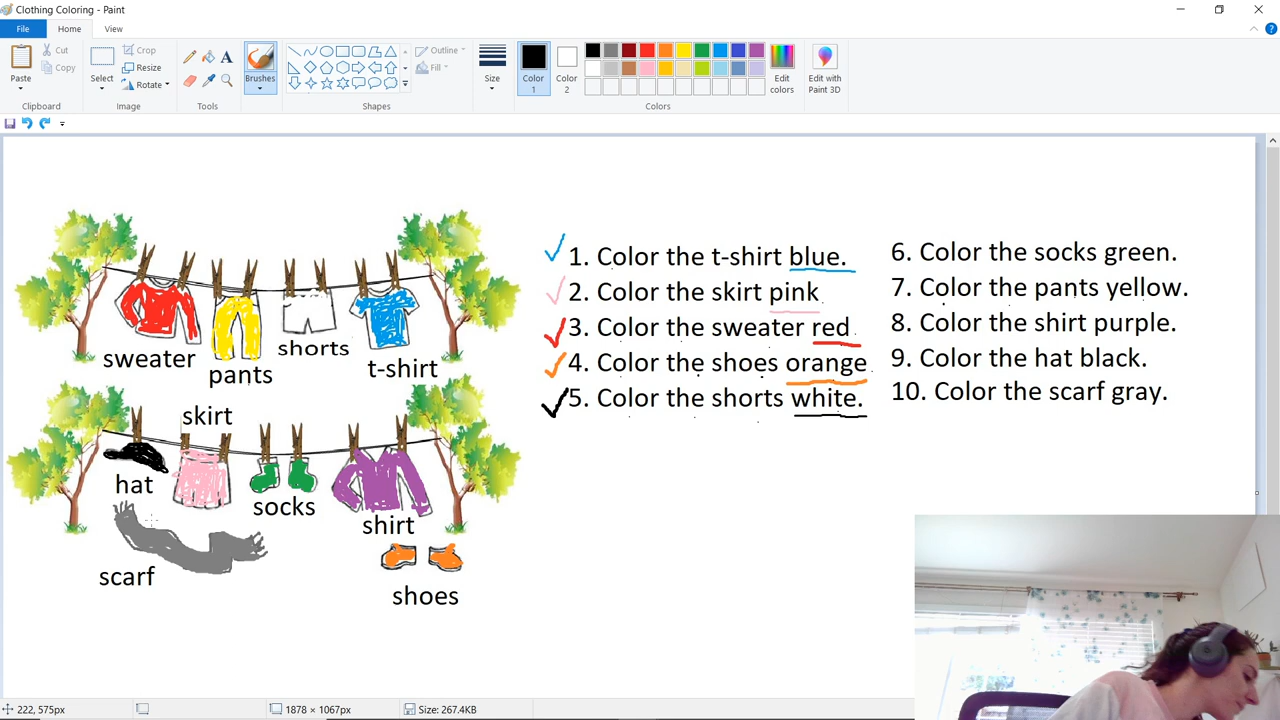 Clothing Coloring - Paint
File
Home
View
Paste
Cut
Copy
Clipboard
Select
Crop
Resize
Rotate
Image
Tools
Brushes
Shapes
Outline
Fill
Size
Color 1
Color 2
Edit colors
Edit with Paint 3D
Colors
sweater
pants
shorts
t-shirt
skirt
hat
socks
shirt
scarf
shoes
1. Color the t-shirt blue.
2. Color the skirt pink
3. Color the sweater red
4. Color the shoes orange
5. Color the shorts white.
6. Color the socks green.
7. Color the pants yellow.
8. Color the shirt purple.
9. Color the hat black.
10. Color the scarf gray.
222, 575px
1878 × 1067px
Size: 267.4KB